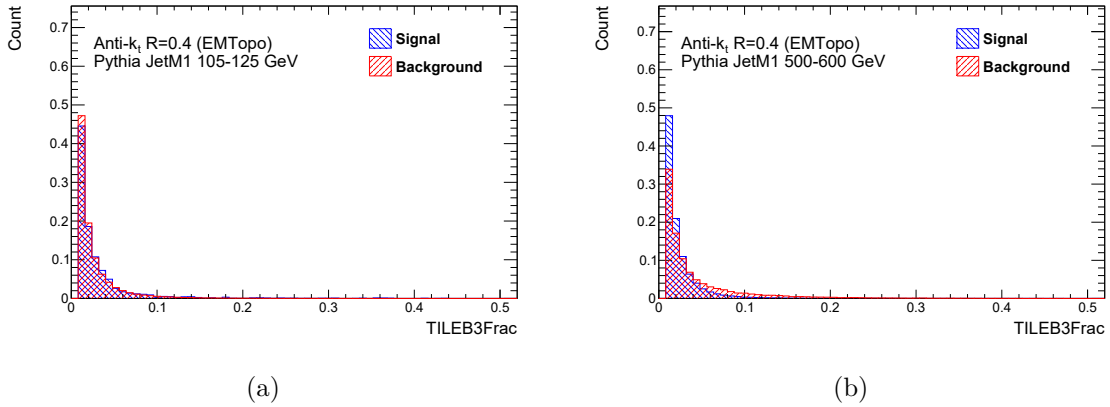 Count
0.7
0.6
0.5
0.4
0.3
0.2
0.1
0
Anti-kt R=0.4 (EMTopo)
Pythia JetM1 105-125 GeV
Signal
Background
0 0.1 0.2 0.3 0.4 0.5
TILEB3Frac
(a)
Count
0.7
0.6
0.5
0.4
0.3
0.2
0.1
0
Anti-kt R=0.4 (EMTopo)
Pythia JetM1 500-600 GeV
Signal
Background
0 0.1 0.2 0.3 0.4 0.5
TILEB3Frac
(b)